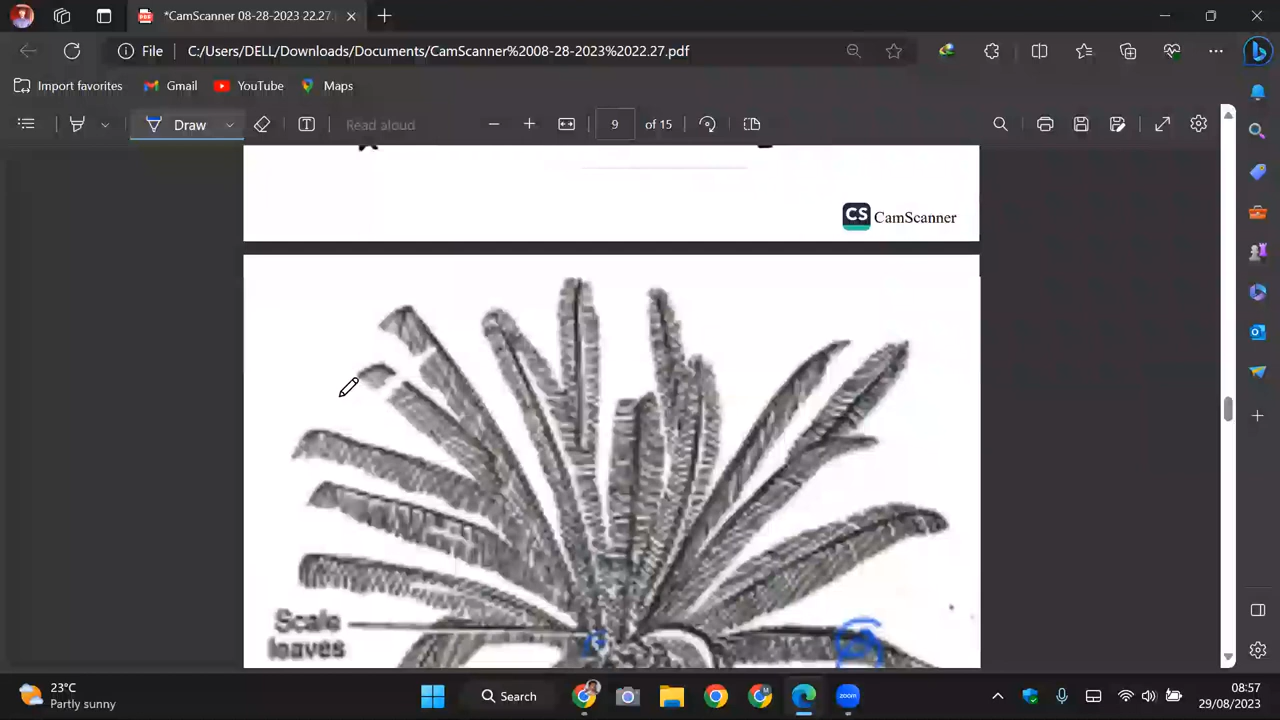 *CamScanner 08-28-2023 22.27.
File
C:/Users/DELL/Downloads/Documents/CamScanner%2008-28-2023%2022.27.pdf
Import favorites
Gmail
YouTube
Maps
Draw
Read aloud
9 of 15
CS CamScanner
Scale
leaves
23°C
Partly sunny
Search
zoom
08:57
29/08/2023